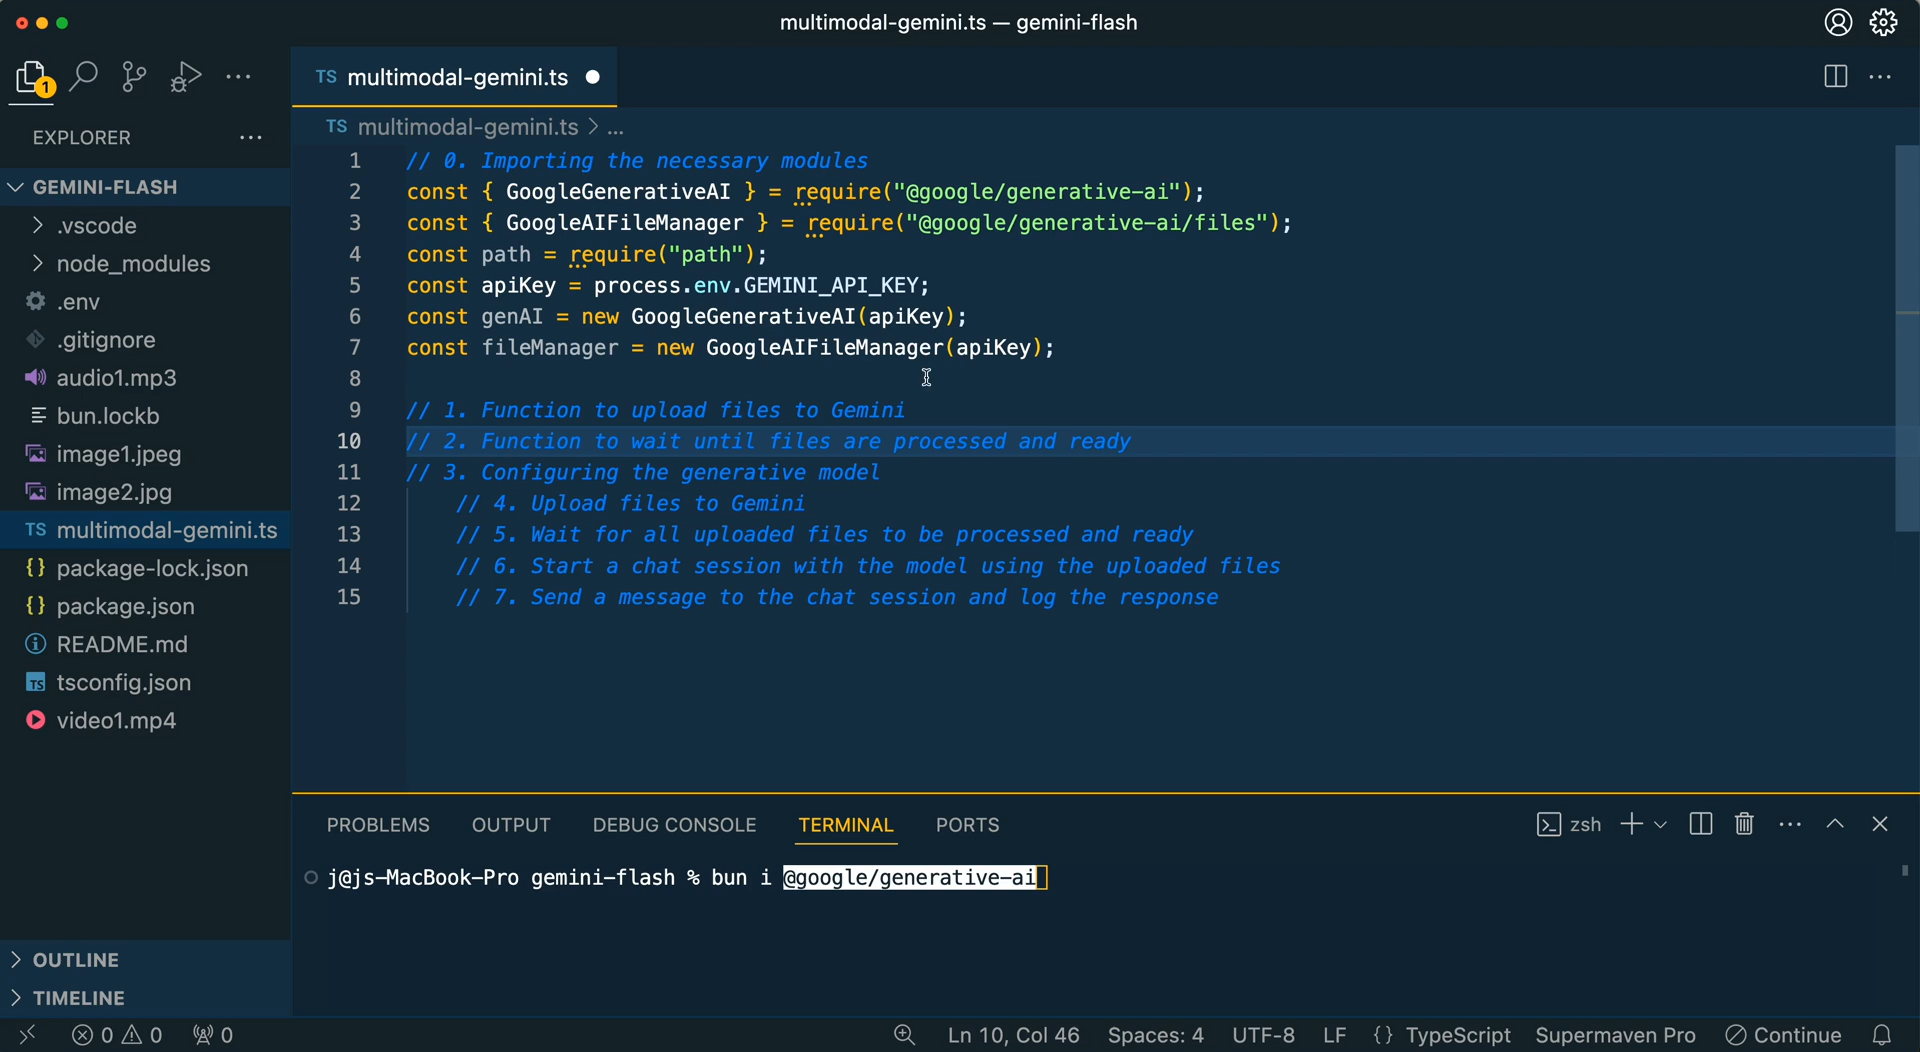 multimodal-gemini.ts — gemini-flash
1
TS multimodal-gemini.ts
EXPLORER
TS multimodal-gemini.ts > ...
GEMINI-FLASH
.vscode
node_modules
.env
.gitignore
audio1.mp3
bun.lockb
image1.jpeg
image2.jpg
TS multimodal-gemini.ts
{} package-lock.json
{} package.json
README.md
TS tsconfig.json
video1.mp4
OUTLINE
TIMELINE
1 // 0. Importing the necessary modules
2 const { GoogleGenerativeAI } = require("@google/generative-ai");
3 const { GoogleAIFileManager } = require("@google/generative-ai/files");
4 const path = require("path");
5 const apiKey = process.env.GEMINI_API_KEY;
6 const genAI = new GoogleGenerativeAI(apiKey);
7 const fileManager = new GoogleAIFileManager(apiKey);
8
9 // 1. Function to upload files to Gemini
10 // 2. Function to wait until files are processed and ready
11 // 3. Configuring the generative model
12 // 4. Upload files to Gemini
13 // 5. Wait for all uploaded files to be processed and ready
14 // 6. Start a chat session with the model using the uploaded files
15 // 7. Send a message to the chat session and log the response
PROBLEMS OUTPUT DEBUG CONSOLE TERMINAL PORTS zsh
j@js-MacBook-Pro gemini-flash % bun i @google/generative-ai
0 0 0 Ln 10, Col 46 Spaces: 4 UTF-8 LF {} TypeScript Supermaven Pro Continue